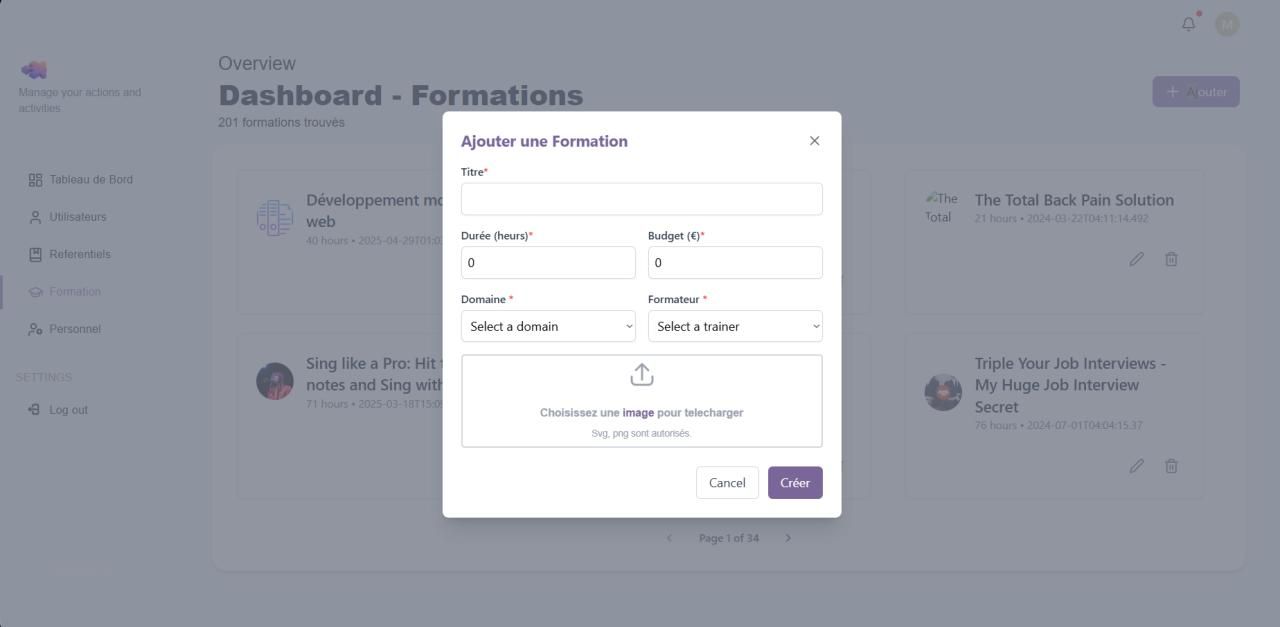 M
Overview
Dashboard - Formations
201 formations trouvés
Manage your actions and
activities
Ajouter
Tableau de Bord
Utilisateurs
Referentiels
Formation
Personnel
SETTINGS
Log out
Développement mo
web
40 hours • 2025-04-29T01:0
The Total
The Total Back Pain Solution
21 hours • 2024-03-22T04:11:14.492
Sing like a Pro: Hit
notes and Sing with
71 hours • 2025-03-18T15:0
Triple Your Job Interviews -
My Huge Job Interview
Secret
76 hours • 2024-07-01T04:04:15.37
Page 1 of 34
Ajouter une Formation
Titre*
Durée (heurs)* Budget (€)*
0 0
Domaine * Formateur *
Select a domain Select a trainer
Choisissez une image pour telecharger
Svg, png sont autorisés.
Cancel Créer